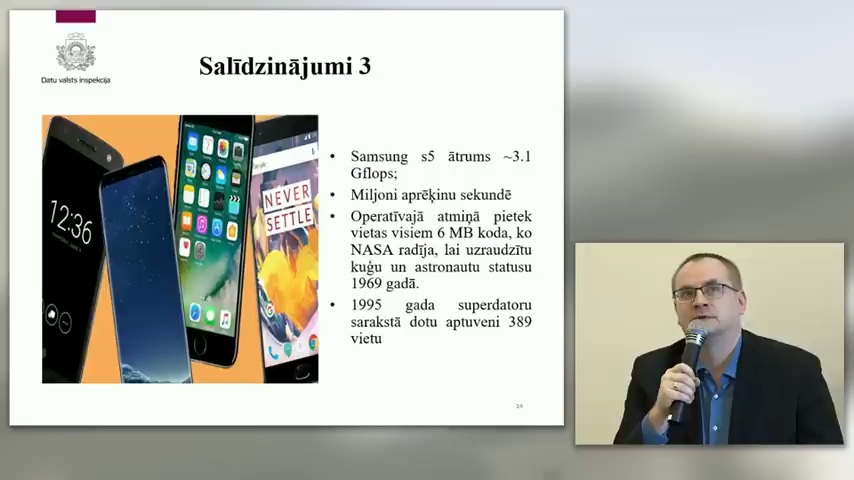 Datu valsts inspekcija
Salīdzinājumi 3
12:36
NEVER
SETTLE
• Samsung s5 ātrums ~3.1
Gflops;
• Miljoni aprēķinu sekundē
• Operatīvajā atmiņā pietek
vietas visiem 6 MB koda, ko
NASA radīja, lai uzraudzītu
kuģu un astronautu statusu
1969 gadā.
• 1995 gada superdatoru
sarakstā dotu aptuveni 389
vietu
14